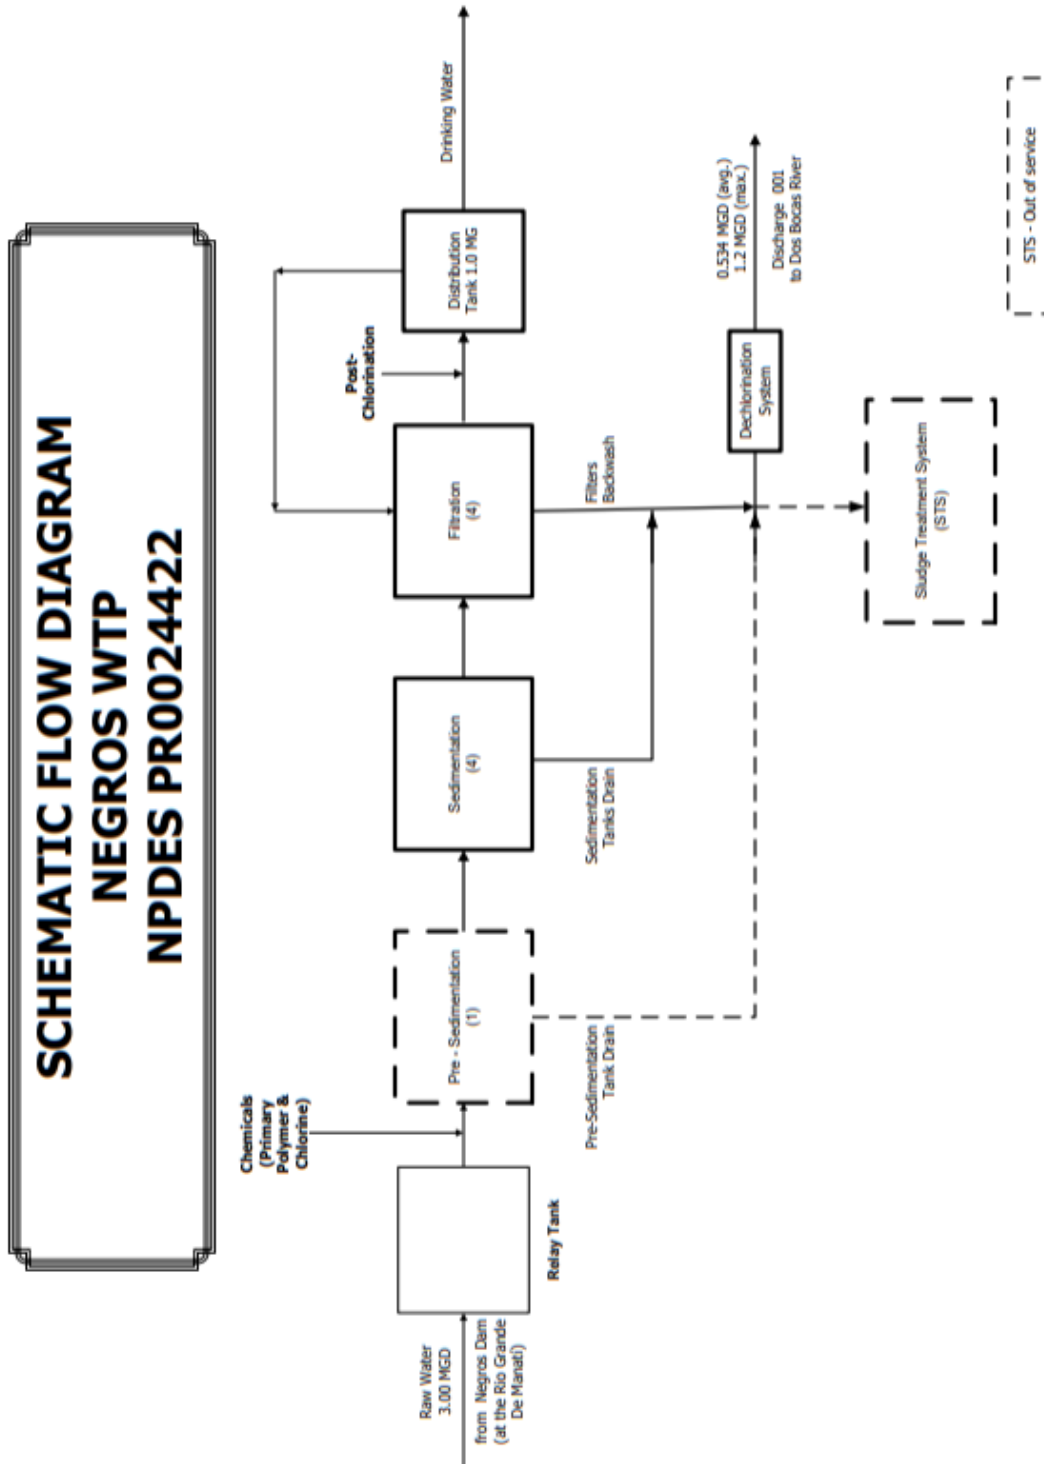 SCHEMATIC FLOW DIAGRAM
NEGROS WTP
NPDES PR0024422
Raw Water
3.00 MGD
from Negros Dam
(at the Rio Grande
De Manati)
Relay Tank
Chemicals
(Primary
Polymer &
Chlorine)
Pre - Sedimentation
(1)
Sedimentation
(4)
Filtration
(4)
Post-
Chlorination
Distribution
Tank 1.0 MG
Drinking Water
Pre-Sedimentation
Tank Drain
Sedimentation
Tanks Drain
Filters
Backwash
Dechlorination
System
0.534 MGD (avg.)
1.2 MGD (max.)
Discharge 001
to Dos Bocas River
Sludge Treatment System
(STS)
STS - Out of service